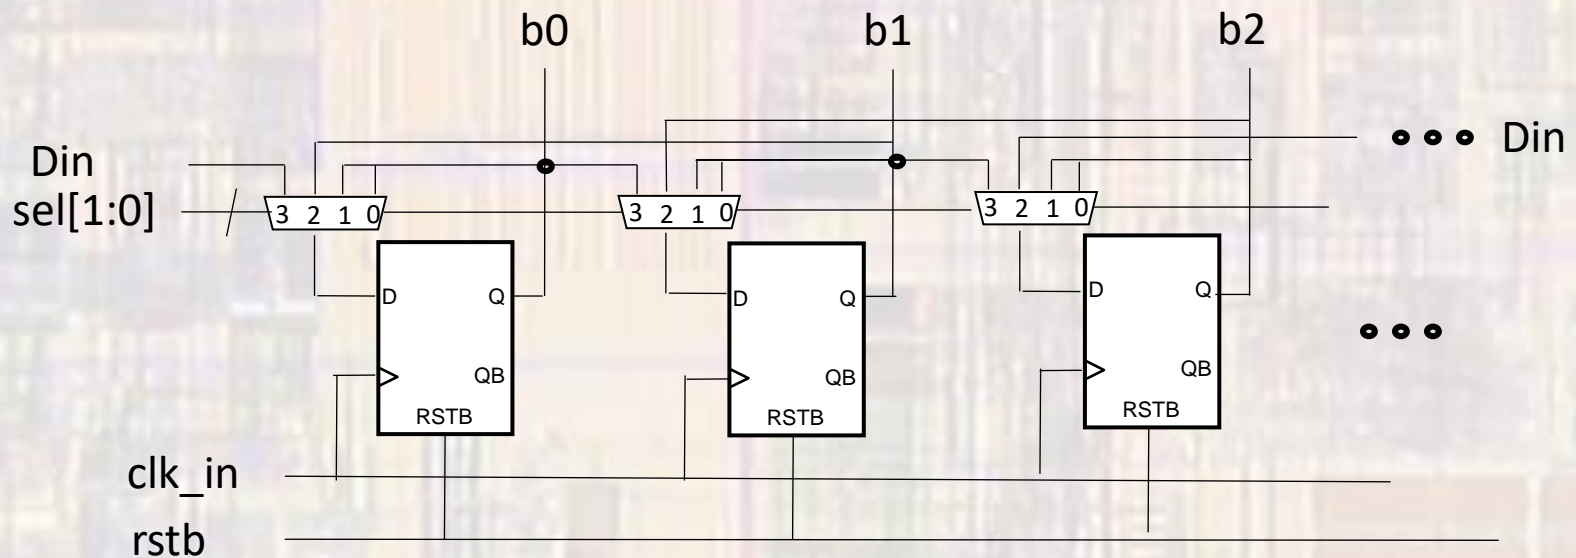 b0 b1 b2
Din Din
sel[1:0]
3 2 1 0 3 2 1 0 3 2 1 0
D Q D Q D Q
QB QB QB
RSTB RSTB RSTB
clk_in
rstb